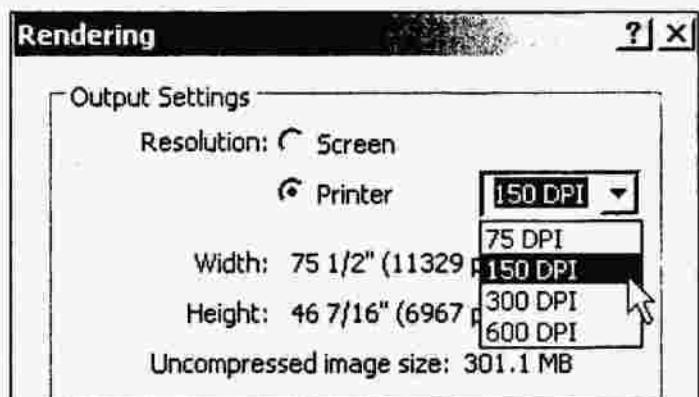 Rendering
Output Settings
Resolution: Screen
Printer 150 DPI
75 DPI
Width: 75 1/2" (11329 p
150 DPI
Height: 46 7/16" (6967 p
300 DPI
600 DPI
Uncompressed image size: 301.1 MB